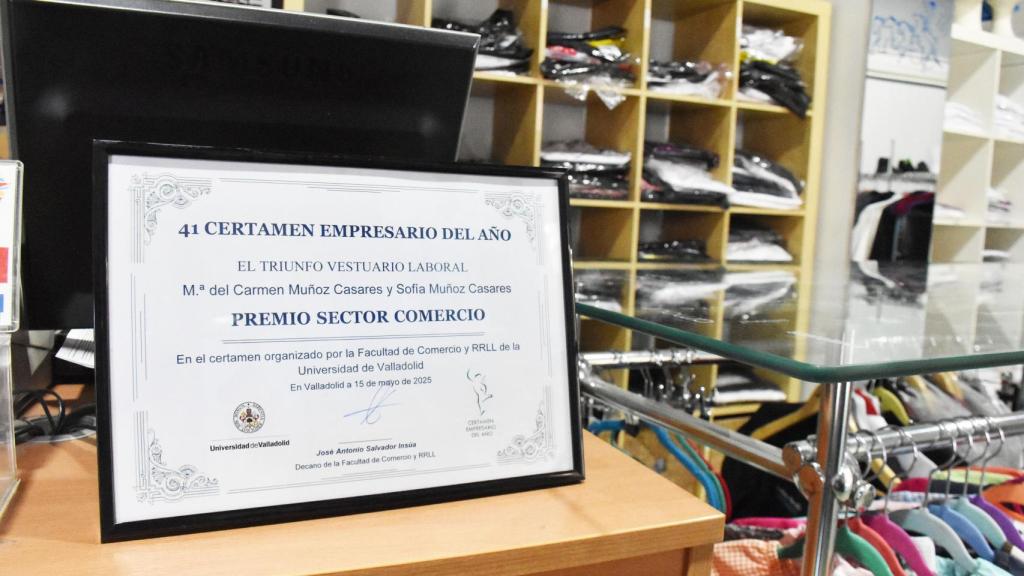 SAMSUNG
41 CERTAMEN EMPRESARIO DEL AÑO
EL TRIUNFO VESTUARIO LABORAL
M.ª del Carmen Muñoz Casares y Sofia Muñoz Casares
PREMIO SECTOR COMERCIO
En el certamen organizado por la Facultad de Comercio y RRLL de la
Universidad de Valladolid
En Valladolid a 15 de mayo de 2025
Universidad de Valladolid
José Antonio Salvador Insúa
Decano de la Facultad de Comercio y RRLL
CERTAMEN
EMPRESARIO
DEL AÑO